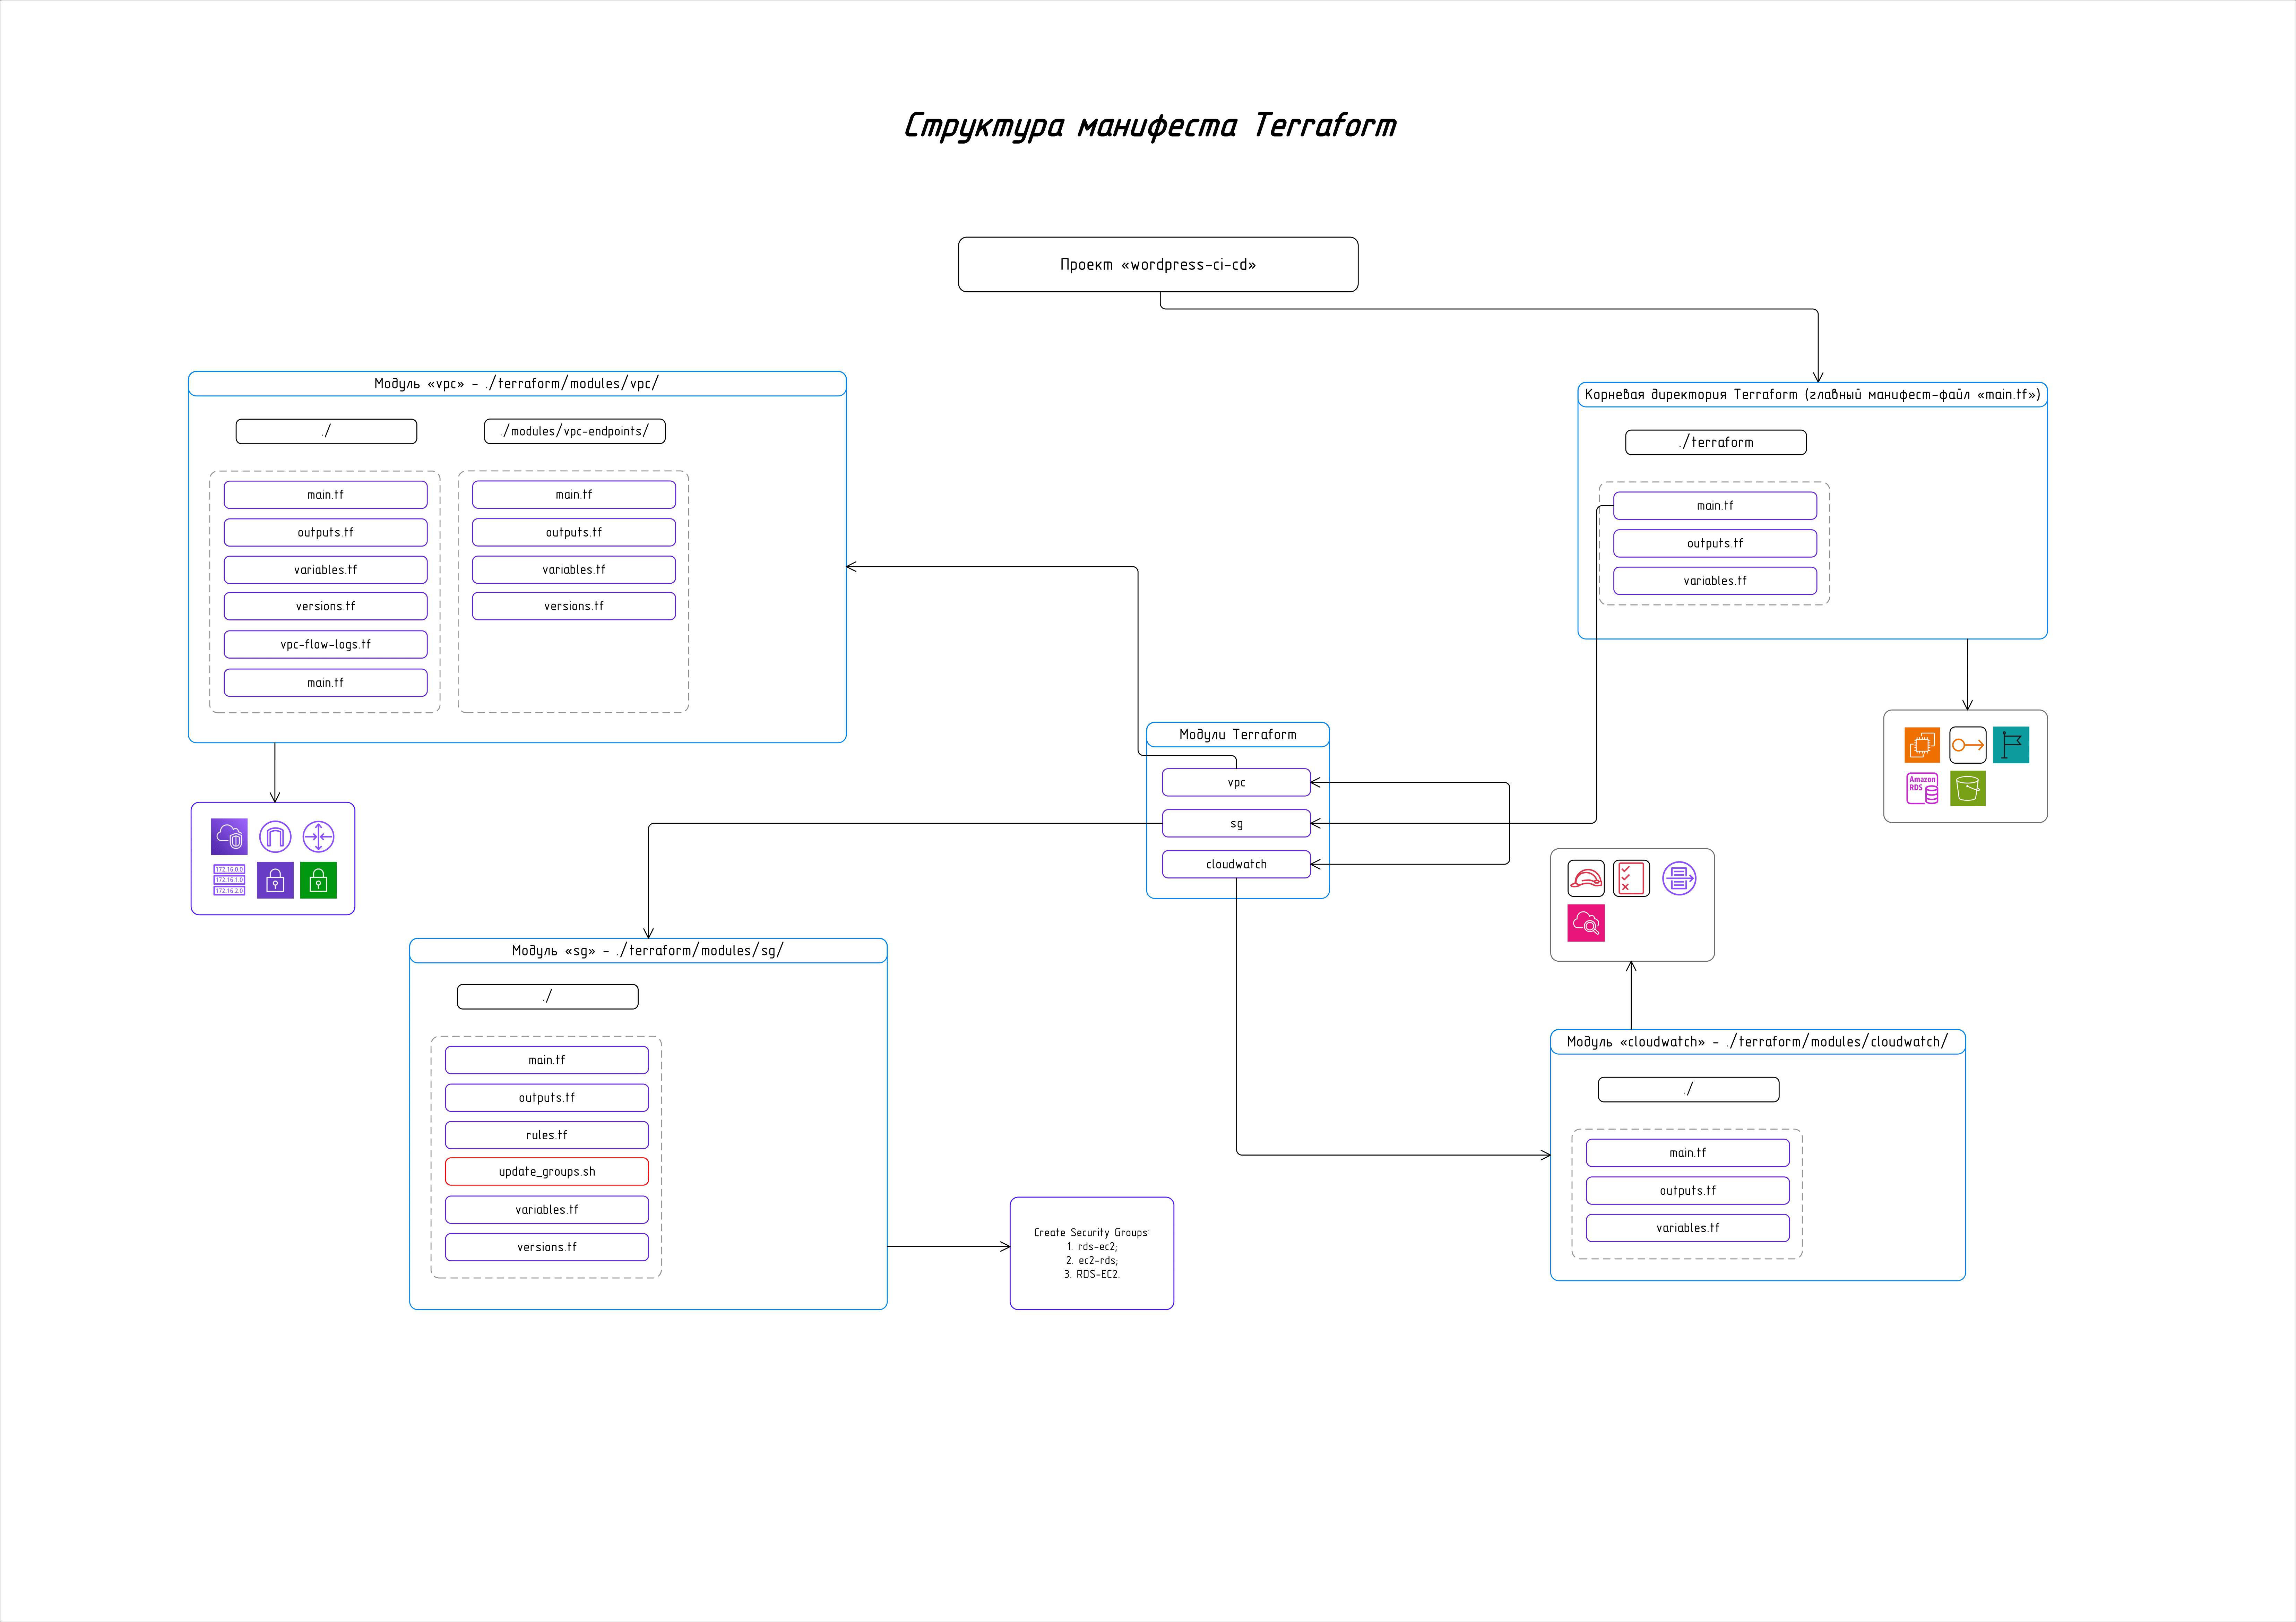 Структура манифеста Terraform
Проект «wordpress-ci-cd»
Модуль «vpc» - ./terraform/modules/vpc/
./
main.tf
outputs.tf
variables.tf
versions.tf
vpc-flow-logs.tf
main.tf
./modules/vpc-endpoints/
main.tf
outputs.tf
variables.tf
versions.tf
172.16.0.0
172.16.1.0
172.16.2.0
Корневая директория Terraform (главный манифест-файл «main.tf»)
./terraform
main.tf
outputs.tf
variables.tf
Amazon
RDS
Модули Terraform
vpc
sg
cloudwatch
Модуль «sg» - ./terraform/modules/sg/
./
main.tf
outputs.tf
rules.tf
update_groups.sh
variables.tf
versions.tf
Create Security Groups:
1. rds-ec2;
2. ec2-rds;
3. RDS-EC2.
Модуль «cloudwatch» - ./terraform/modules/cloudwatch/
./
main.tf
outputs.tf
variables.tf